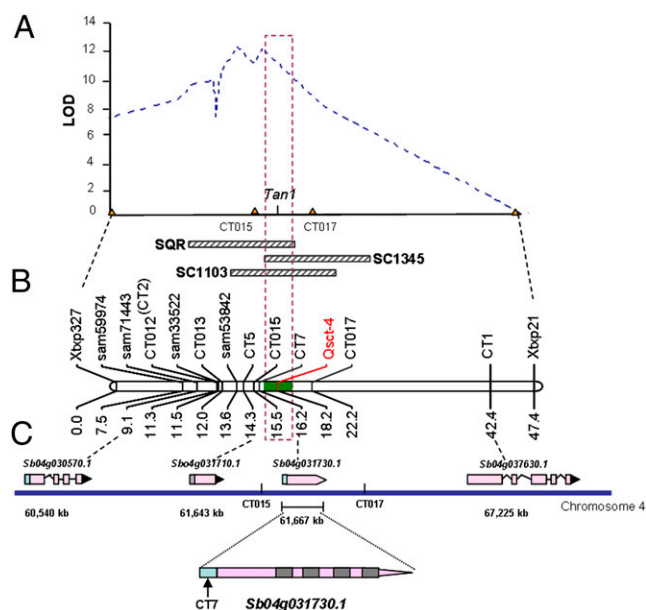 A
14
12
10
8
6
4
2
0
LOD
Tan1
CT015
CT017
SQR
SC1345
SC1103
B
Xtxp327
sam59974
sam71443
CT012(CT2)
sam33522
CT013
sam53842
CT5
CT015
CT7
Qsct-4
CT017
CT1
Xtxp21
0.0
7.5
9.1
11.3
11.5
12.0
13.6
14.3
15.5
16.2
18.2
22.2
42.4
47.4
C
Sb04g030570.1
Sbo4g031710.1
Sb04g031730.1
Sb04g037630.1
60,540 kb
61,643 kb
CT015
61,667 kb
CT017
67,225 kb
Chromosome 4
CT7
Sb04g031730.1